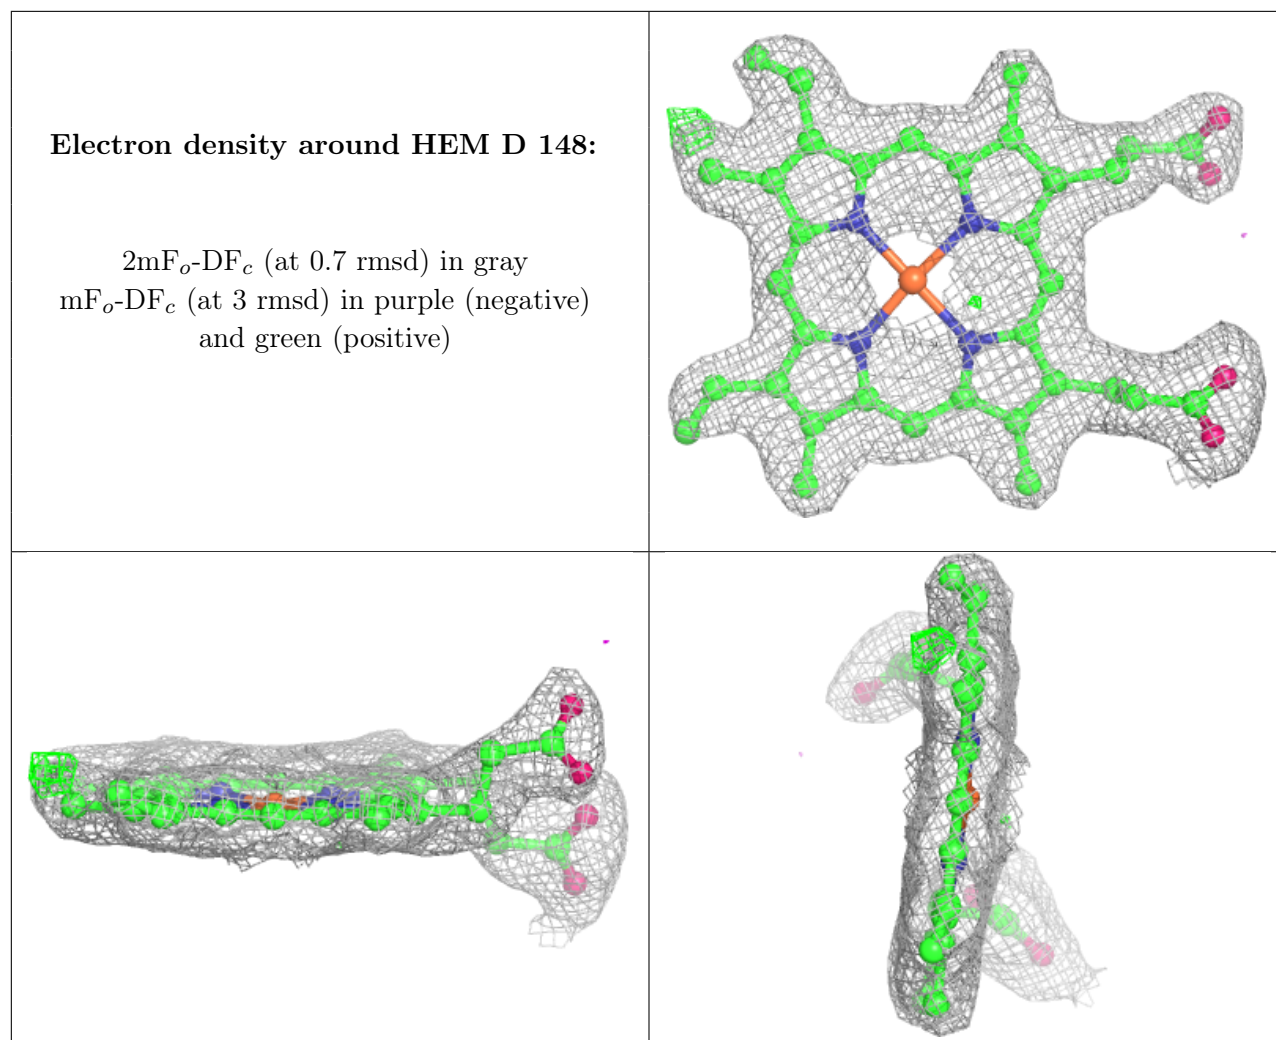 Electron density around HEM D 148:
2mFₒ-DF𝒸 (at 0.7 rmsd) in gray
mFₒ-DF𝒸 (at 3 rmsd) in purple (negative)
and green (positive)